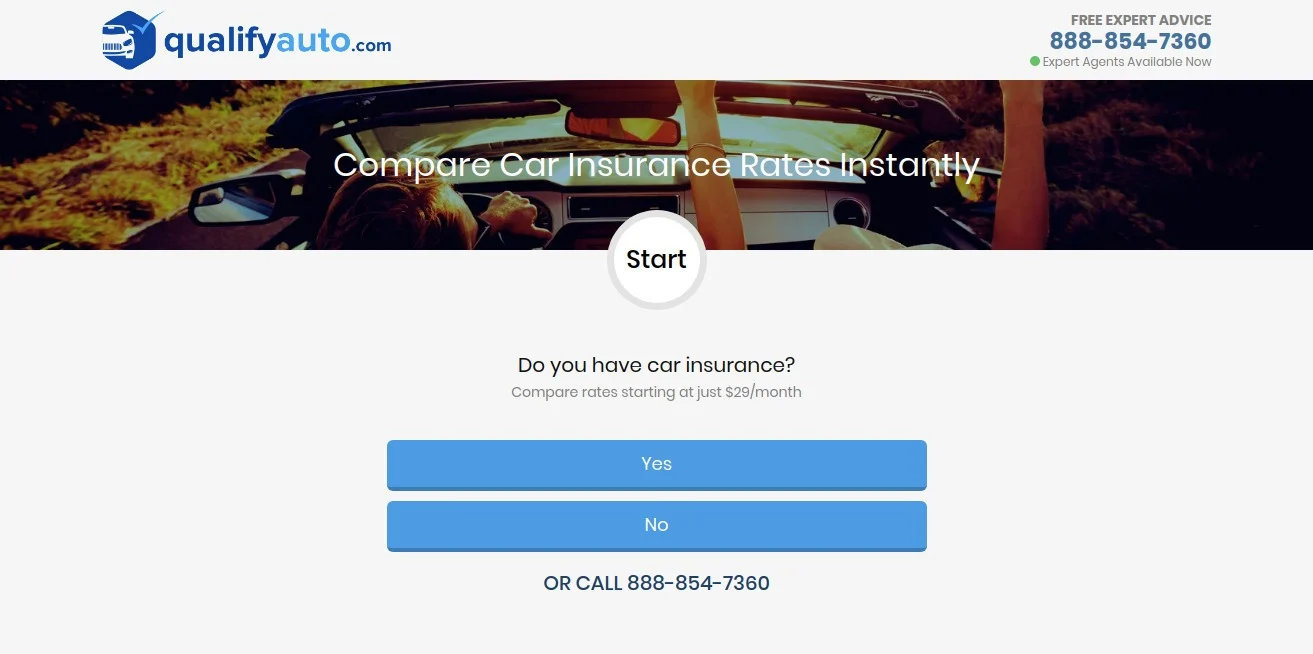 qualifyauto.com
FREE EXPERT ADVICE
888-854-7360
Expert Agents Available Now
Compare Car Insurance Rates Instantly
Start
Do you have car insurance?
Compare rates starting at just $29/month
Yes
No
OR CALL 888-854-7360